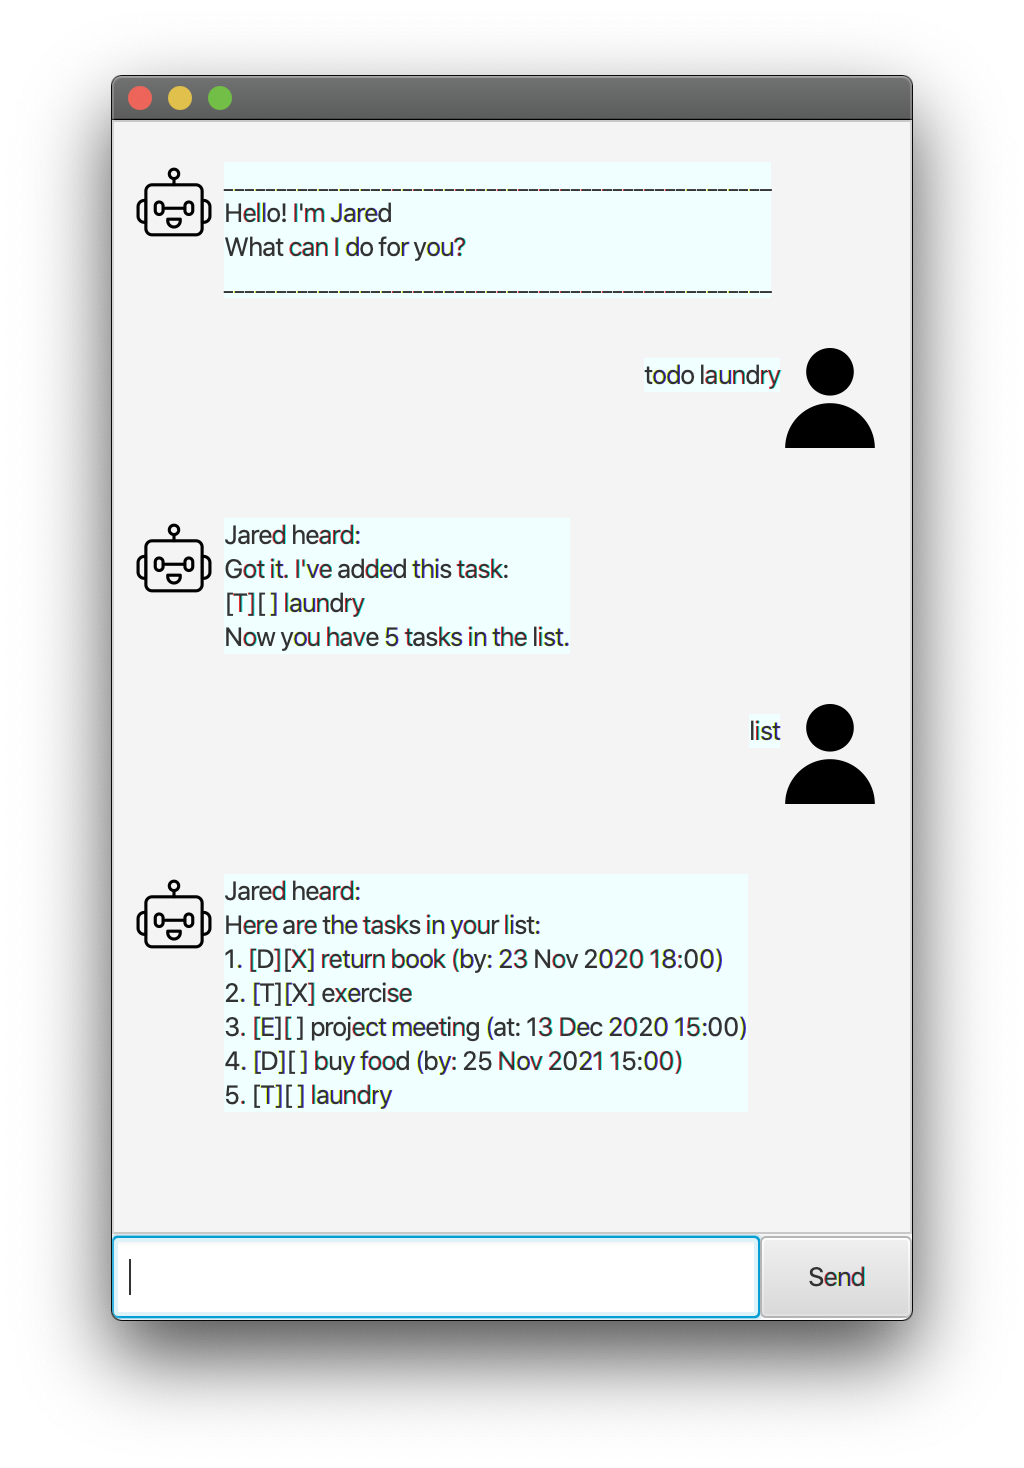 ____________________________________________________
Hello! I'm Jared
What can I do for you?
____________________________________________________
todo laundry
Jared heard:
Got it. I've added this task:
[T][ ] laundry
Now you have 5 tasks in the list.
list
Jared heard:
Here are the tasks in your list:
1. [D][X] return book (by: 23 Nov 2020 18:00)
2. [T][X] exercise
3. [E][ ] project meeting (at: 13 Dec 2020 15:00)
4. [D][ ] buy food (by: 25 Nov 2021 15:00)
5. [T][ ] laundry
Send